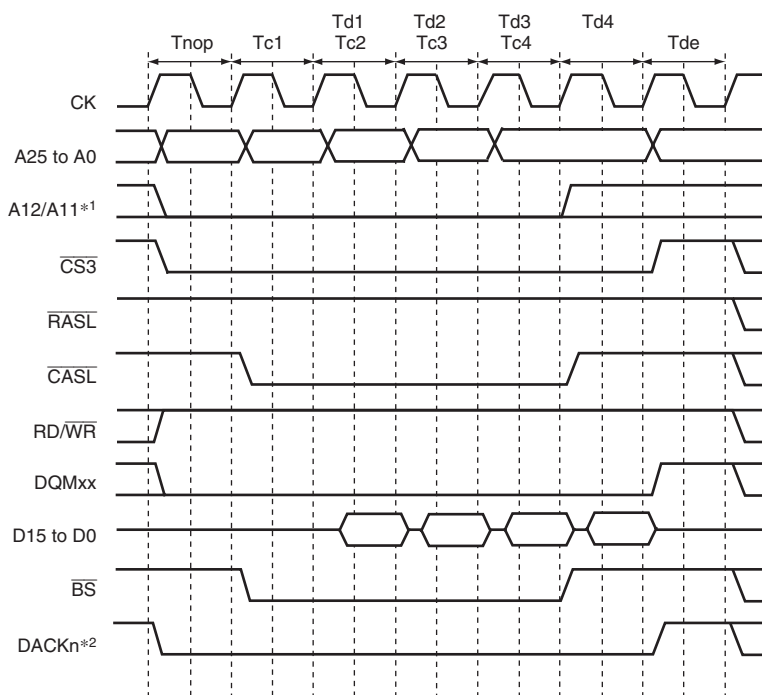 Td1 Td2 Td3 Td4
Tnop Tc1 Tc2 Tc3 Tc4 Tde
CK
A25 to A0
A12/A11*1
CS3
RASL
CASL
RD/WR
DQMxx
D15 to D0
BS
DACKn*2